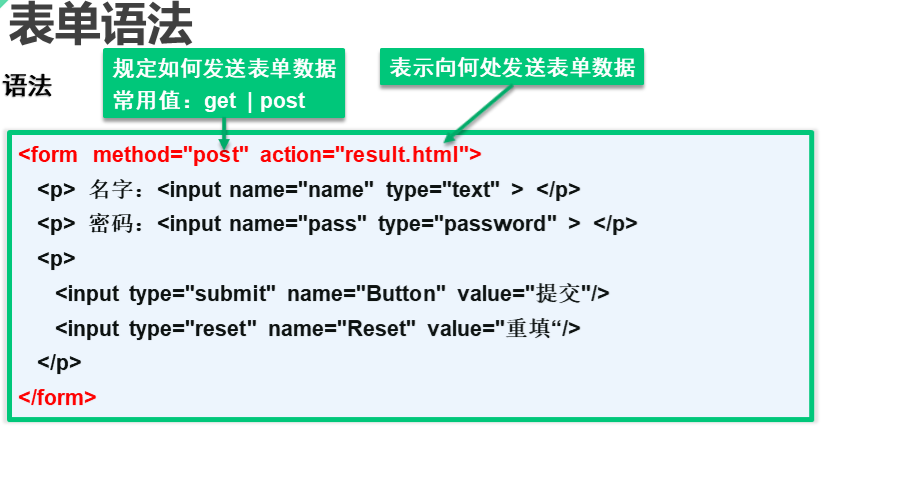 表单语法
语法
规定如何发送表单数据
常用值：get | post
表示向何处发送表单数据
<form method="post" action="result.html">
<p> 名字：<input name="name" type="text" > </p>
<p> 密码：<input name="pass" type="password" > </p>
<p>
<input type="submit" name="Button" value="提交"/>
<input type="reset" name="Reset" value="重填“/>
</p>
</form>